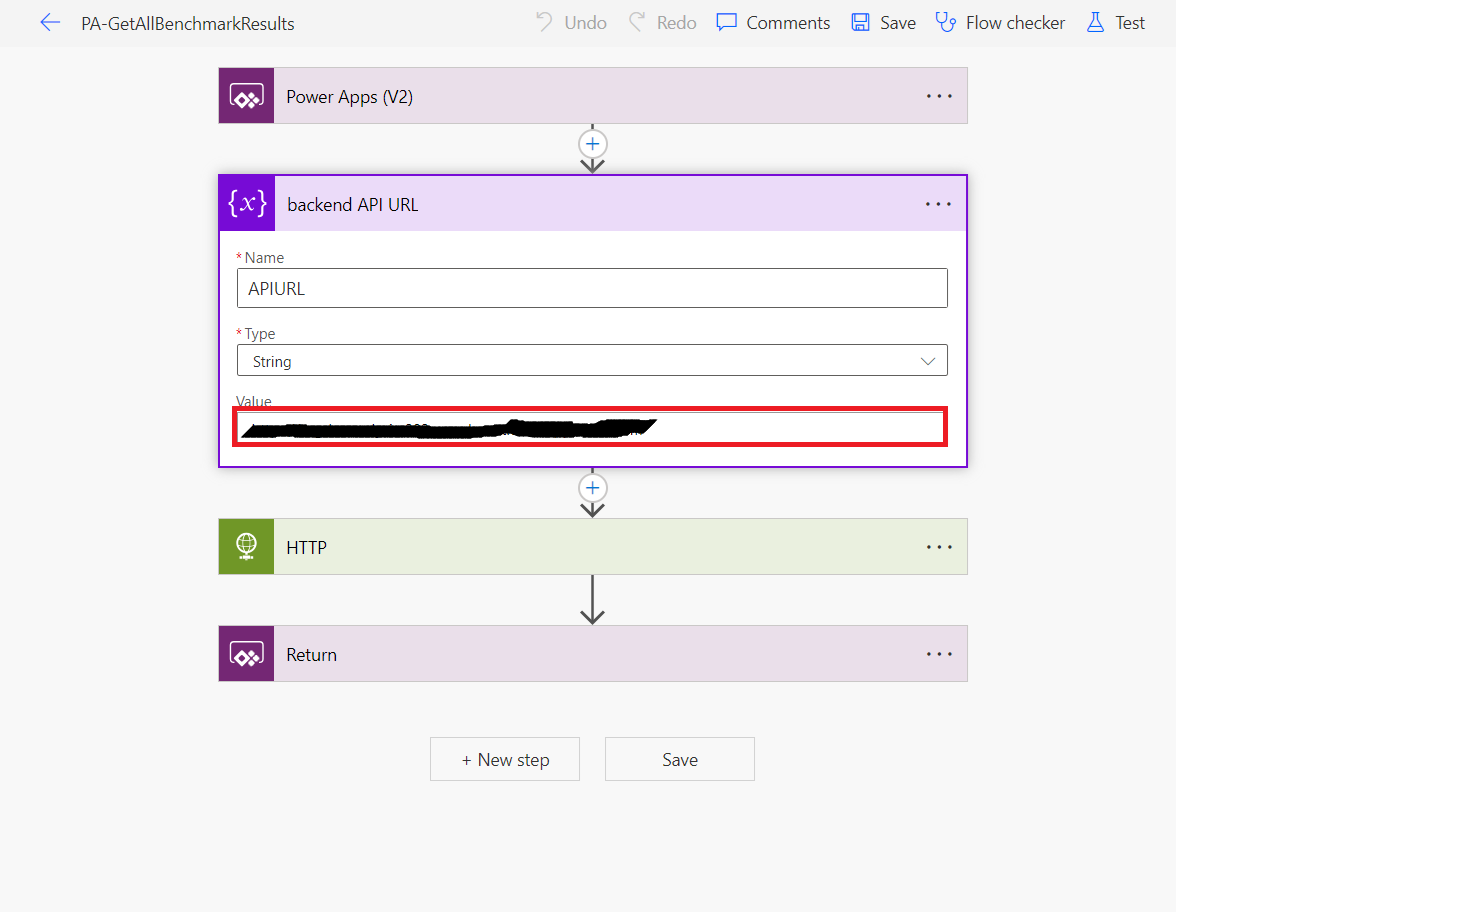 PA-GetAllBenchmarkResults
Undo
Redo
Comments
Save
Flow checker
Test
Power Apps (V2)
{x}
backend API URL
* Name
APIURL
* Type
String
Value
HTTP
Return
+ New step
Save